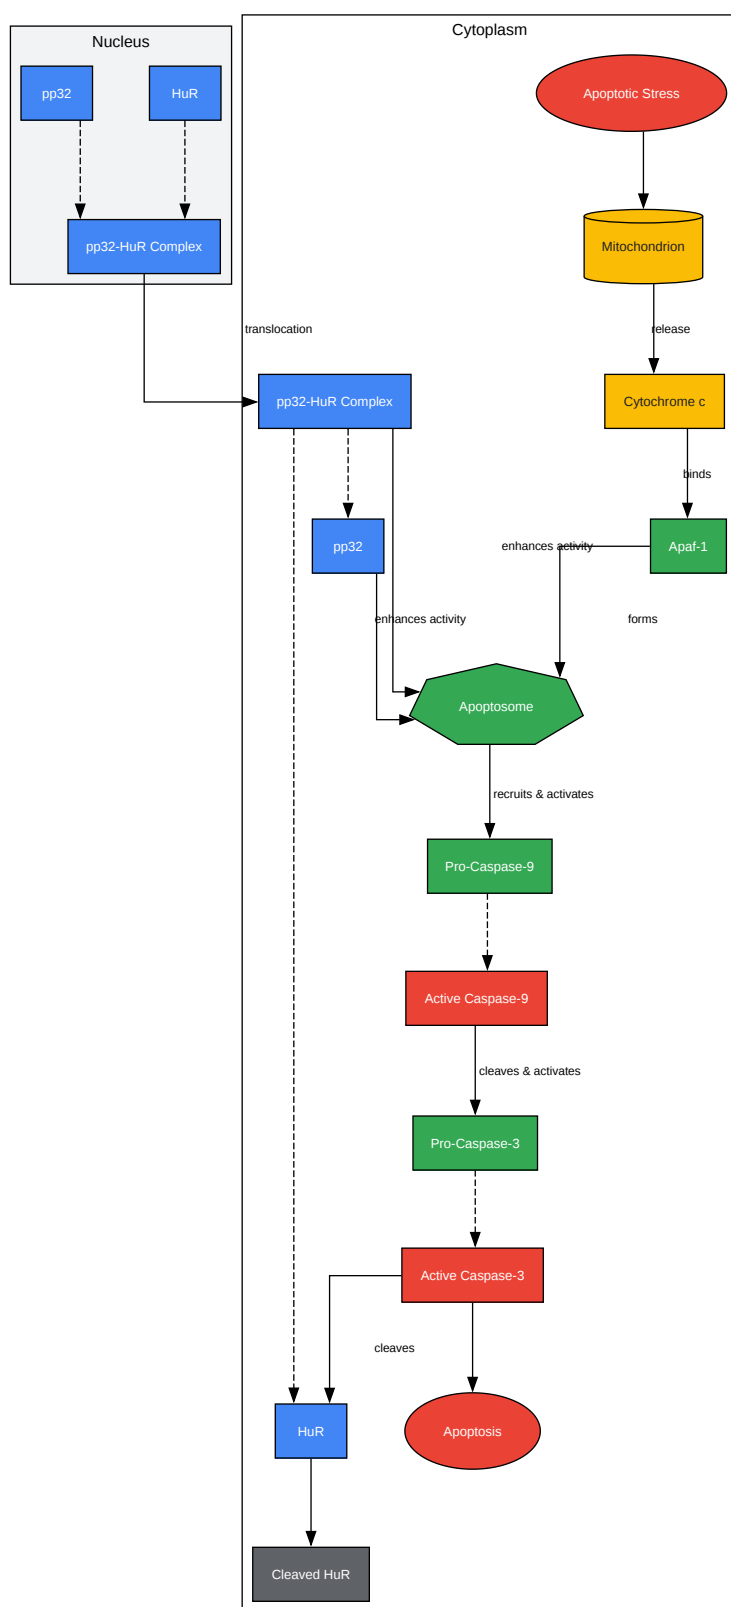 Cytoplasm
Nucleus
pp32
HuR
Apoptotic Stress
pp32-HuR Complex
Mitochondrion
translocation
release
pp32-HuR Complex
Cytochrome c
binds
pp32
enhances activity
Apaf-1
enhances activity
forms
Apoptosome
recruits & activates
Pro-Caspase-9
Active Caspase-9
cleaves & activates
Pro-Caspase-3
Active Caspase-3
cleaves
HuR
Apoptosis
Cleaved HuR